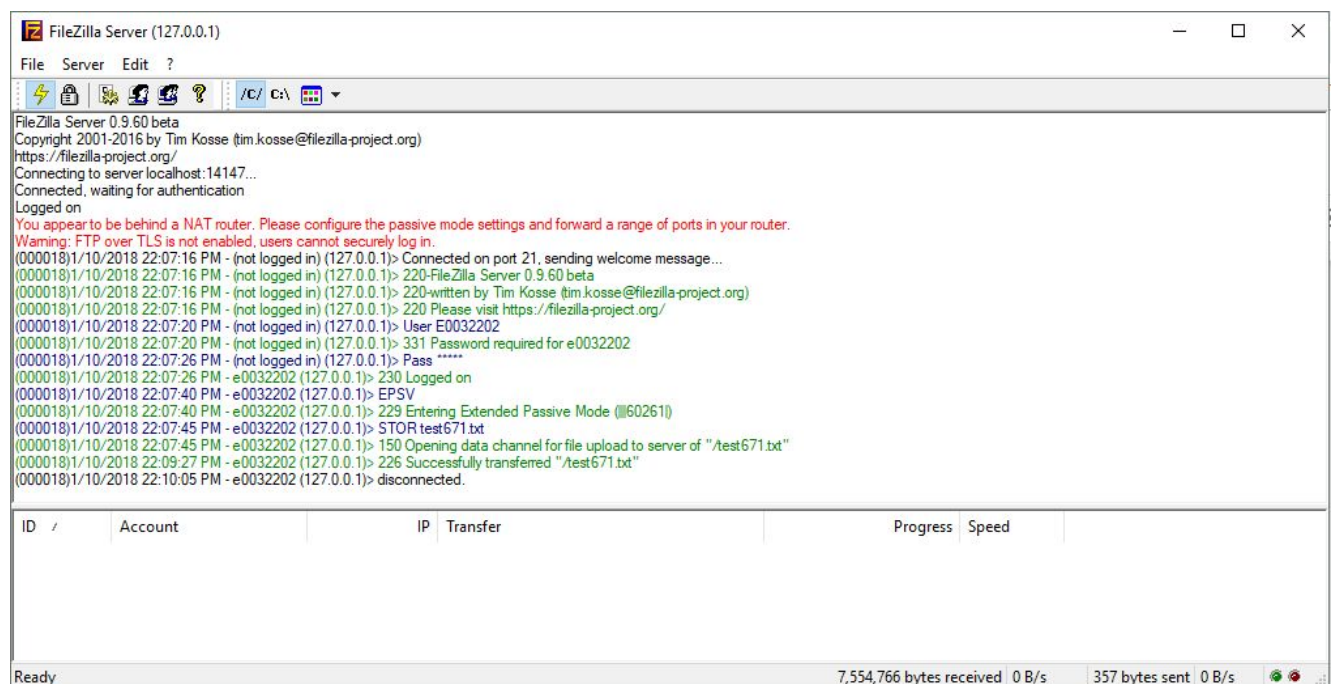 FileZilla Server (127.0.0.1)
File Server Edit ?
/C/ C:\
FileZilla Server 0.9.60 beta
Copyright 2001-2016 by Tim Kosse (tim.kosse@filezilla-project.org)
https://filezilla-project.org/
Connecting to server localhost:14147...
Connected, waiting for authentication
Logged on
You appear to be behind a NAT router. Please configure the passive mode settings and forward a range of ports in your router.
Warning: FTP over TLS is not enabled, users cannot securely log in.
(000018)1/10/2018 22:07:16 PM - (not logged in) (127.0.0.1)> Connected on port 21, sending welcome message...
(000018)1/10/2018 22:07:16 PM - (not logged in) (127.0.0.1)> 220-FileZilla Server 0.9.60 beta
(000018)1/10/2018 22:07:16 PM - (not logged in) (127.0.0.1)> 220-written by Tim Kosse (tim.kosse@filezilla-project.org)
(000018)1/10/2018 22:07:16 PM - (not logged in) (127.0.0.1)> 220 Please visit https://filezilla-project.org/
(000018)1/10/2018 22:07:20 PM - (not logged in) (127.0.0.1)> User E0032202
(000018)1/10/2018 22:07:20 PM - (not logged in) (127.0.0.1)> 331 Password required for e0032202
(000018)1/10/2018 22:07:26 PM - (not logged in) (127.0.0.1)> Pass *****
(000018)1/10/2018 22:07:26 PM - e0032202 (127.0.0.1)> 230 Logged on
(000018)1/10/2018 22:07:40 PM - e0032202 (127.0.0.1)> EPSV
(000018)1/10/2018 22:07:40 PM - e0032202 (127.0.0.1)> 229 Entering Extended Passive Mode (|||60261|)
(000018)1/10/2018 22:07:45 PM - e0032202 (127.0.0.1)> STOR test671.txt
(000018)1/10/2018 22:07:45 PM - e0032202 (127.0.0.1)> 150 Opening data channel for file upload to server of "/test671.txt"
(000018)1/10/2018 22:09:27 PM - e0032202 (127.0.0.1)> 226 Successfully transferred "/test671.txt"
(000018)1/10/2018 22:10:05 PM - e0032202 (127.0.0.1)> disconnected.
ID / Account IP Transfer Progress Speed
Ready 7,554,766 bytes received 0 B/s 357 bytes sent 0 B/s